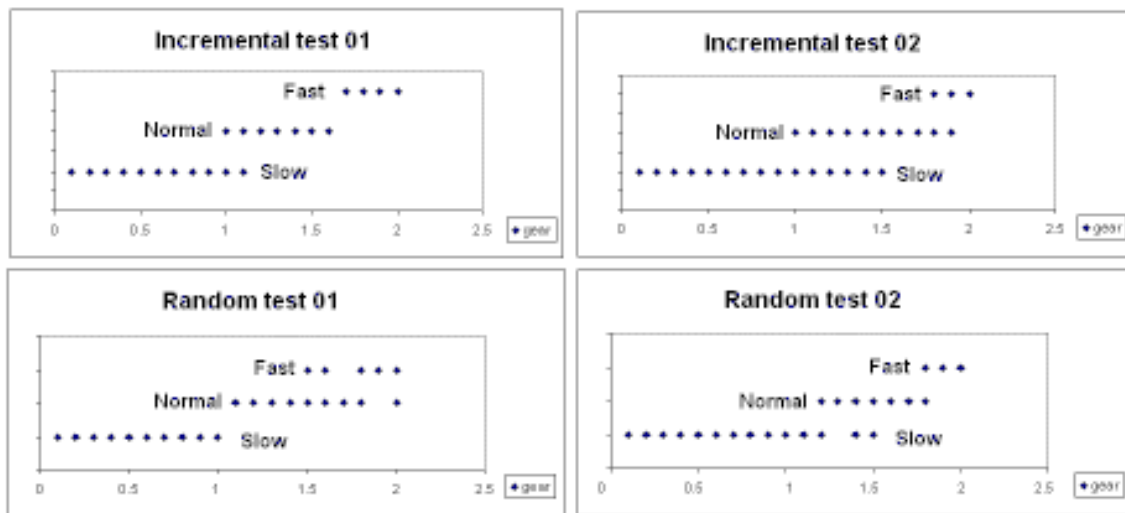 Incremental test 01
Fast
Normal
Slow
0 0.5 1 1.5 2 2.5
gear
Incremental test 02
Fast
Normal
Slow
0 0.5 1 1.5 2 2.5
gear
Random test 01
Fast
Normal
Slow
0 0.5 1 1.5 2 2.5
gear
Random test 02
Fast
Normal
Slow
0 0.5 1 1.5 2 2.5
gear